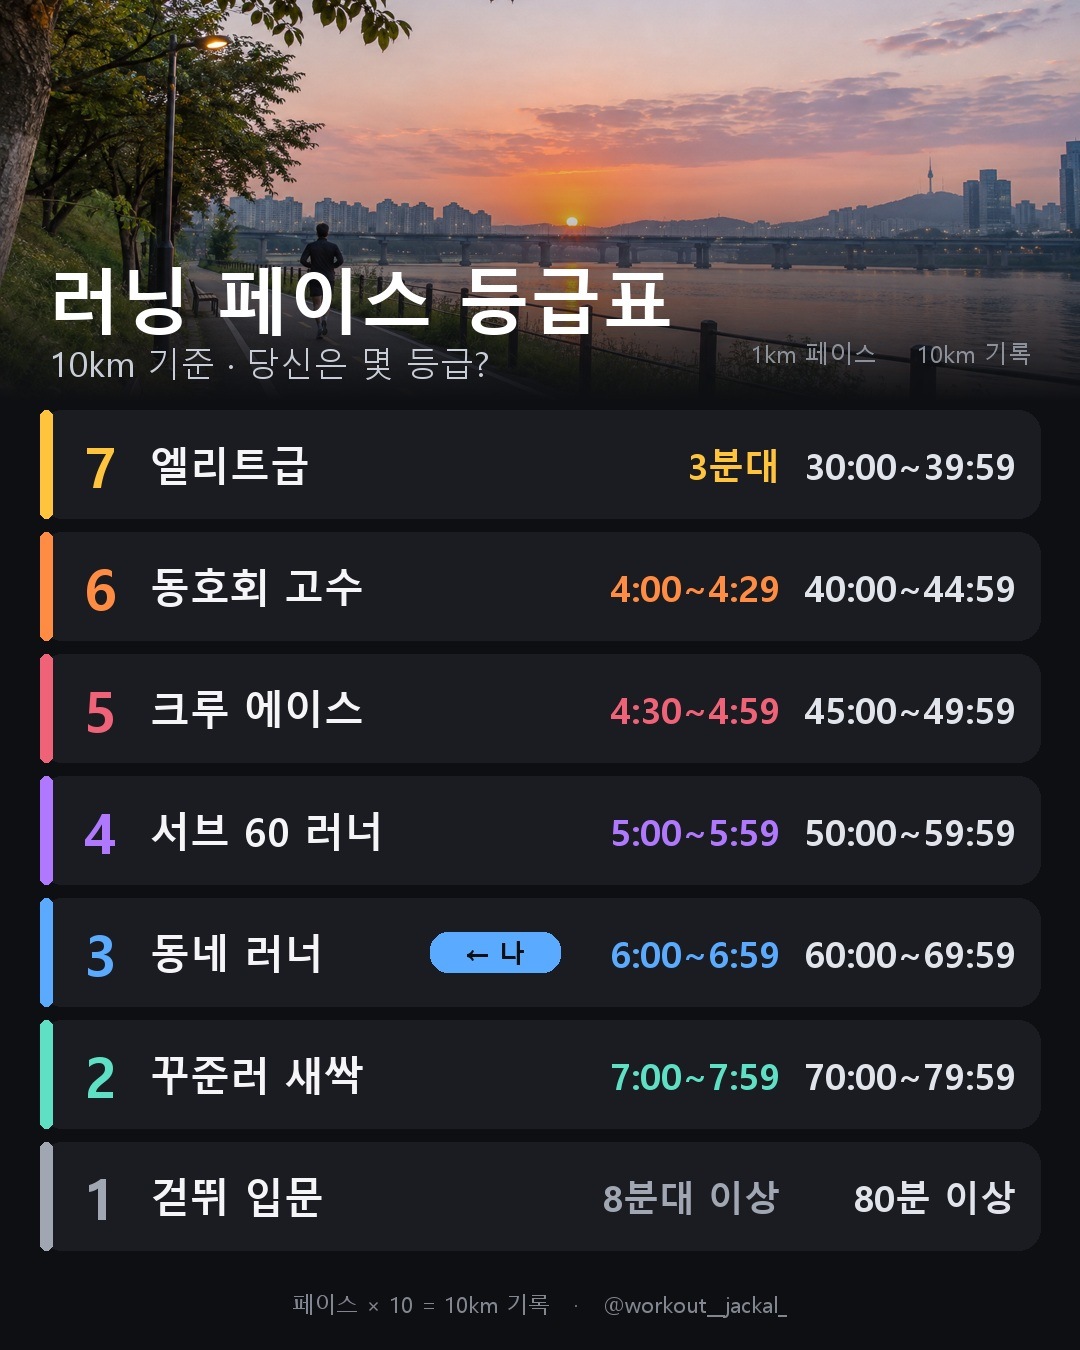 러닝 페이스 등급표
10km 기준 · 당신은 몇 등급?
1km 페이스 10km 기록
7 엘리트급 3분대 30:00~39:59
6 동호회 고수 4:00~4:29 40:00~44:59
5 크루 에이스 4:30~4:59 45:00~49:59
4 서브 60 러너 5:00~5:59 50:00~59:59
3 동네 러너 ← 나 6:00~6:59 60:00~69:59
2 꾸준러 새싹 7:00~7:59 70:00~79:59
1 걷뛰 입문 8분대 이상 80분 이상
페이스 × 10 = 10km 기록 · @workout__jackal_